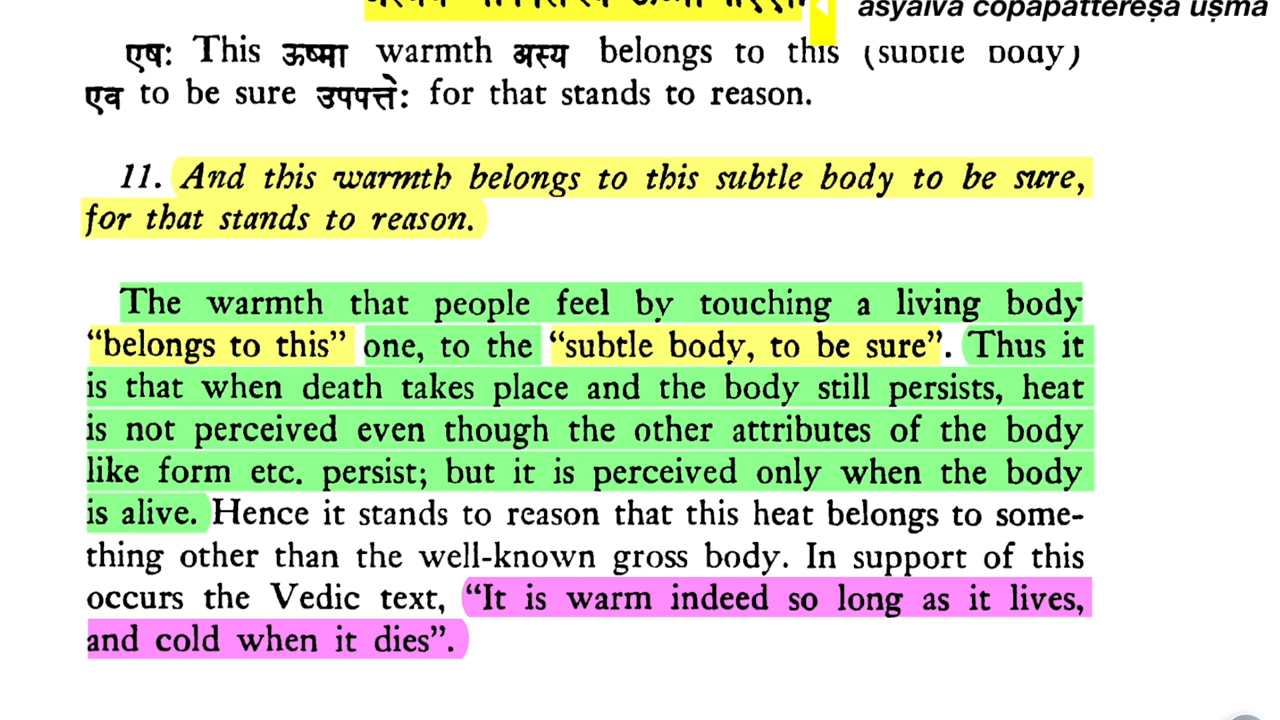 asyaiva copapattereṣa uṣmā
एष: This ऊष्मा warmth अस्य belongs to this (subtle body)
एव to be sure उपपत्ते: for that stands to reason.
11. And this warmth belongs to this subtle body to be sure,
for that stands to reason.
The warmth that people feel by touching a living body
“belongs to this” one, to the “subtle body, to be sure”. Thus it
is that when death takes place and the body still persists, heat
is not perceived even though the other attributes of the body
like form etc. persist; but it is perceived only when the body
is alive. Hence it stands to reason that this heat belongs to some-
thing other than the well-known gross body. In support of this
occurs the Vedic text, “It is warm indeed so long as it lives,
and cold when it dies”.